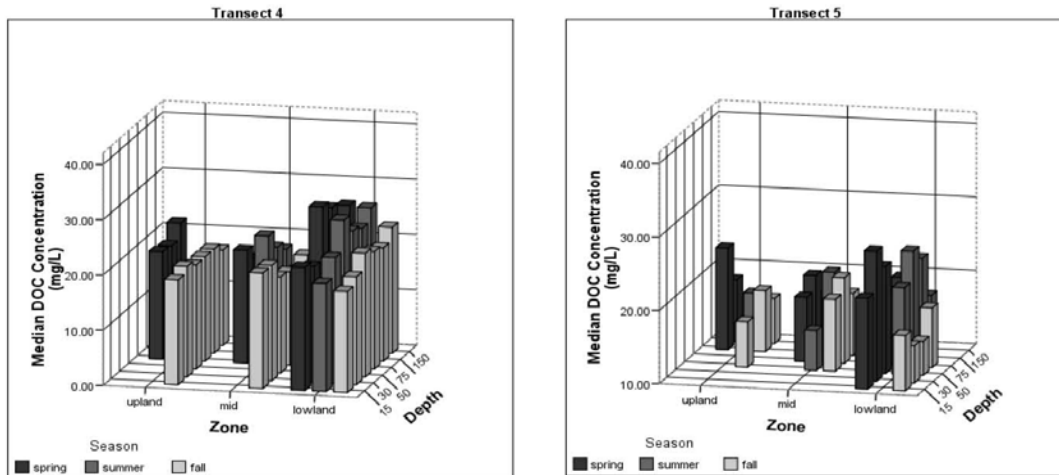 Transect 4
Median DOC Concentration
(mg/L)
40.00
30.00
20.00
10.00
0.00
upland
mid
lowland
Zone
15
30
50
75
150
Depth
Season
spring summer fall
Transect 5
Median DOC Concentration
(mg/L)
40.00
30.00
20.00
10.00
upland
mid
lowland
Zone
15
30
50
75
150
Depth
Season
spring summer fall